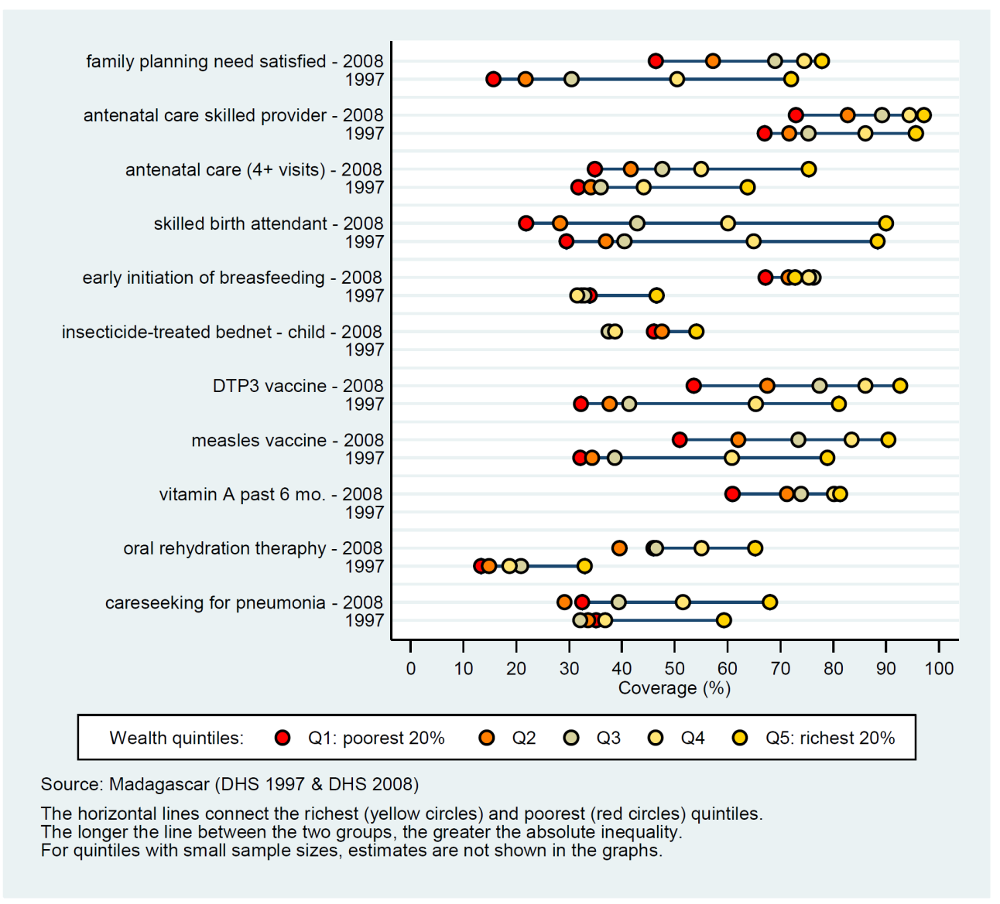 family planning need satisfied - 2008
1997
antenatal care skilled provider - 2008
1997
antenatal care (4+ visits) - 2008
1997
skilled birth attendant - 2008
1997
early initiation of breasfeeding - 2008
1997
insecticide-treated bednet - child - 2008
1997
DTP3 vaccine - 2008
1997
measles vaccine - 2008
1997
vitamin A past 6 mo. - 2008
1997
oral rehydration theraphy - 2008
1997
careseeking for pneumonia - 2008
1997
0 10 20 30 40 50 60 70 80 90 100
Coverage (%)
Wealth quintiles: Q1: poorest 20% Q2 Q3 Q4 Q5: richest 20%
Source: Madagascar (DHS 1997 & DHS 2008)
The horizontal lines connect the richest (yellow circles) and poorest (red circles) quintiles.
The longer the line between the two groups, the greater the absolute inequality.
For quintiles with small sample sizes, estimates are not shown in the graphs.